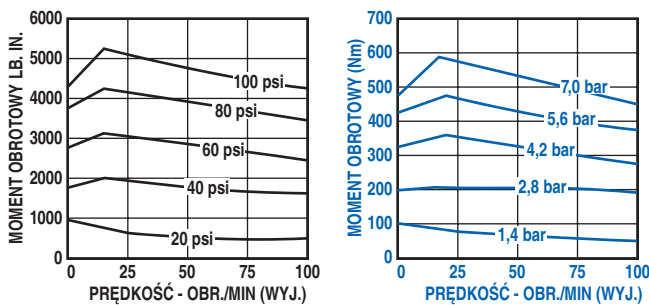 MOMENT OBROTOWY LB. IN.
6000
5000
4000
3000
2000
1000
0
100 psi
80 psi
60 psi
40 psi
20 psi
0 25 50 75 100
PRĘDKOŚĆ - OBR./MIN (WYJ.)
MOMENT OBROTOWY (Nm)
700
600
500
400
300
200
100
0
7,0 bar
5,6 bar
4,2 bar
2,8 bar
1,4 bar
0 25 50 75 100
PRĘDKOŚĆ - OBR./MIN (WYJ.)